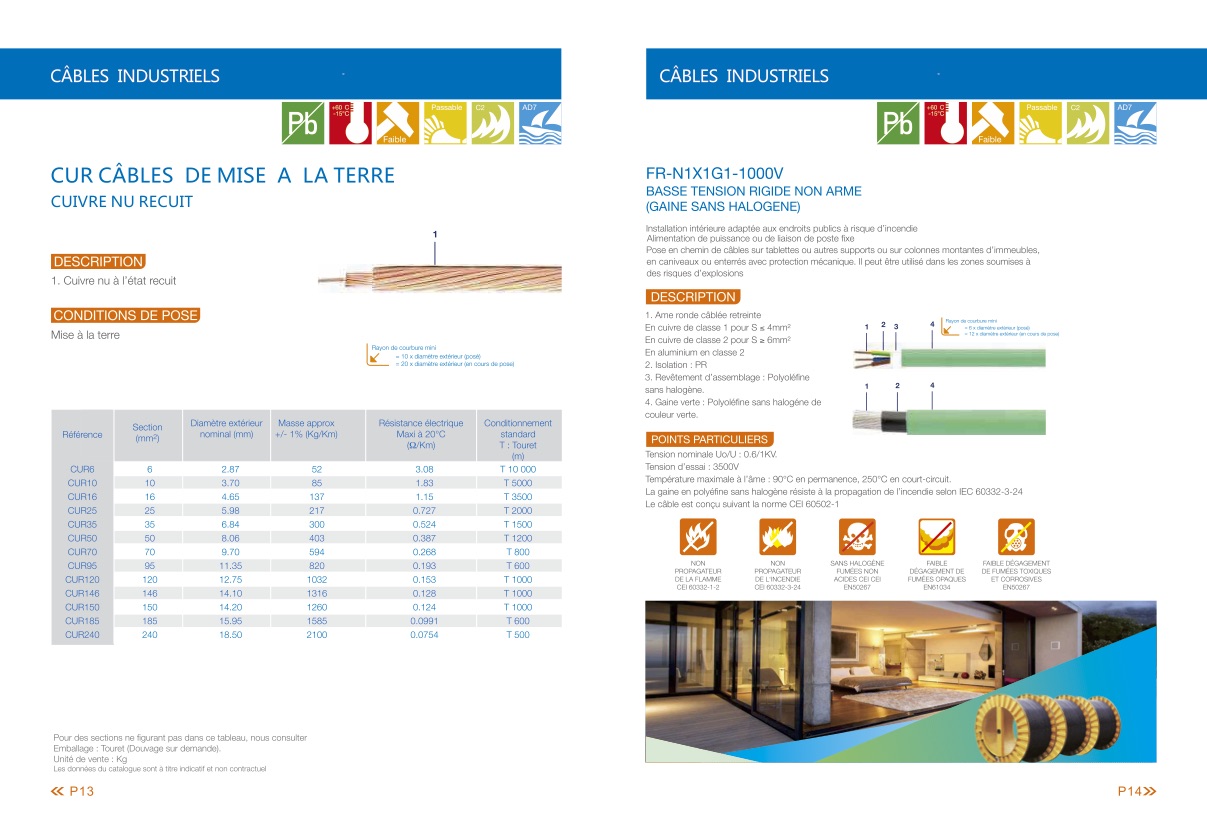 CÂBLES INDUSTRIELS
Pb
+60 C
-15°C
Faible
Passable
C2
AD7
CUR CÂBLES DE MISE A LA TERRE
CUIVRE NU RECUIT
1
DESCRIPTION
1. Cuivre nu à l'état recuit
CONDITIONS DE POSE
Mise à la terre
Rayon de courbure mini
= 10 x diamètre extérieur (posé)
= 20 x diamètre extérieur (en cours de pose)
Référence
Section
(mm²)
Diamètre extérieur
nominal (mm)
Masse approx
+/- 1% (Kg/Km)
Résistance électrique
Maxi à 20°C
(Ω/Km)
Conditionnement
standard
T : Touret
(m)
CUR6 6 2.87 52 3.08 T 10 000
CUR10 10 3.70 85 1.83 T 5000
CUR16 16 4.65 137 1.15 T 3500
CUR25 25 5.98 217 0.727 T 2000
CUR35 35 6.84 300 0.524 T 1500
CUR50 50 8.06 403 0.387 T 1200
CUR70 70 9.70 594 0.268 T 800
CUR95 95 11.35 820 0.193 T 600
CUR120 120 12.75 1032 0.153 T 1000
CUR146 146 14.10 1316 0.128 T 1000
CUR150 150 14.20 1260 0.124 T 1000
CUR185 185 15.95 1585 0.0991 T 600
CUR240 240 18.50 2100 0.0754 T 500
Pour des sections ne figurant pas dans ce tableau, nous consulter
Emballage : Touret (Douvage sur demande).
Unité de vente : Kg
Les données du catalogue sont à titre indicatif et non contractuel
P13
CÂBLES INDUSTRIELS
Pb
+60 C
-15°C
Faible
Passable
C2
AD7
FR-N1X1G1-1000V
BASSE TENSION RIGIDE NON ARME
(GAINE SANS HALOGENE)
Installation intérieure adaptée aux endroits publics à risque d'incendie
Alimentation de puissance ou de liaison de poste fixe
Pose en chemin de câbles sur tablettes ou autres supports ou sur colonnes montantes d'immeubles,
en caniveaux ou enterrés avec protection mécanique. Il peut être utilisé dans les zones soumises à
des risques d'explosions
DESCRIPTION
1. Ame ronde câblée retreinte
En cuivre de classe 1 pour S ≤ 4mm²
En cuivre de classe 2 pour S ≥ 6mm²
En aluminium en classe 2
2. Isolation : PR
3. Revêtement d'assemblage : Polyoléfine
sans halogène.
4. Gaine verte : Polyoléfine sans halogène de
couleur verte.
1 2 3 4
Rayon de courbure mini
= 6 x diamètre extérieur (posé)
= 12 x diamètre extérieur (en cours de pose)
1 2 4
POINTS PARTICULIERS
Tension nominale Uo/U : 0.6/1KV.
Tension d'essai : 3500V
Température maximale à l'âme : 90°C en permanence, 250°C en court-circuit.
La gaine en polyéfine sans halogène résiste à la propagation de l'incendie selon IEC 60332-3-24
Le câble est conçu suivant la norme CEI 60502-1
NON
PROPAGATEUR
DE LA FLAMME
CEI 60332-1-2
NON
PROPAGATEUR
DE L'INCENDIE
CEI 60332-3-24
SANS HALOGÈNE
FUMÉES NON
ACIDES CEI CEI
EN50267
FAIBLE
DÉGAGEMENT DE
FUMÉES OPAQUES
EN61034
FAIBLE DÉGAGEMENT
DE FUMÉES TOXIQUES
ET CORROSIVES
EN50267
P14